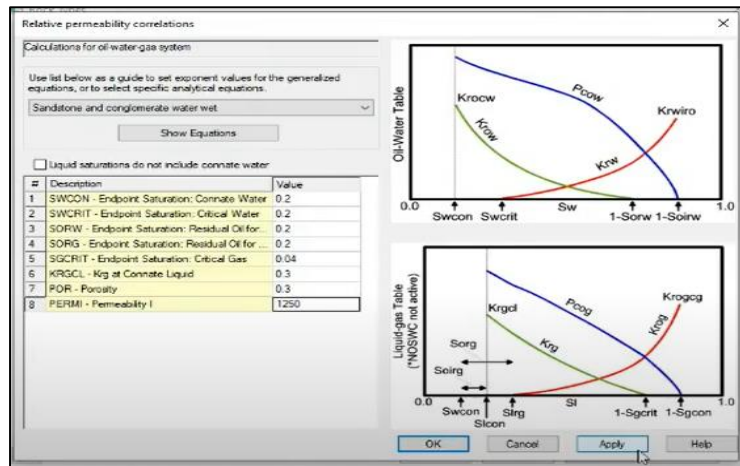 Relative permeability correlations
Calculations for oil-water-gas system
Use list below as a guide to set exponent values for the generalized
equations, or to select specific analytical equations.
Sandstone and conglomerate water wet
Show Equations
Liquid saturations do not include connate water
# Description Value
1 SWCON - Endpoint Saturation: Connate Water 0.2
2 SWCRIT - Endpoint Saturation: Critical Water 0.2
3 SORW - Endpoint Saturation: Residual Oil for... 0.2
4 SORG - Endpoint Saturation: Residual Oil for ... 0.2
5 SGCRIT - Endpoint Saturation: Critical Gas 0.04
6 KRGCL - Krg at Connate Liquid 0.3
7 POR - Porosity 0.3
8 PERMI - Permeability I 1250
Oil-Water Table
Krocw
Pcow
Krwiro
Krow
Krw
0.0
Swcon
Swcrit
Sw
1-Sorw
1-Soirw
1.0
Liquid-gas Table
(*NOSWC not active)
Krgcl
Pcog
Krogcg
Krg
Krog
Sorg
Soirg
0.0
Swcon
Slcon
Slrg
Sl
1-Sgcrit
1-Sgcon
1.0
OK
Cancel
Apply
Help